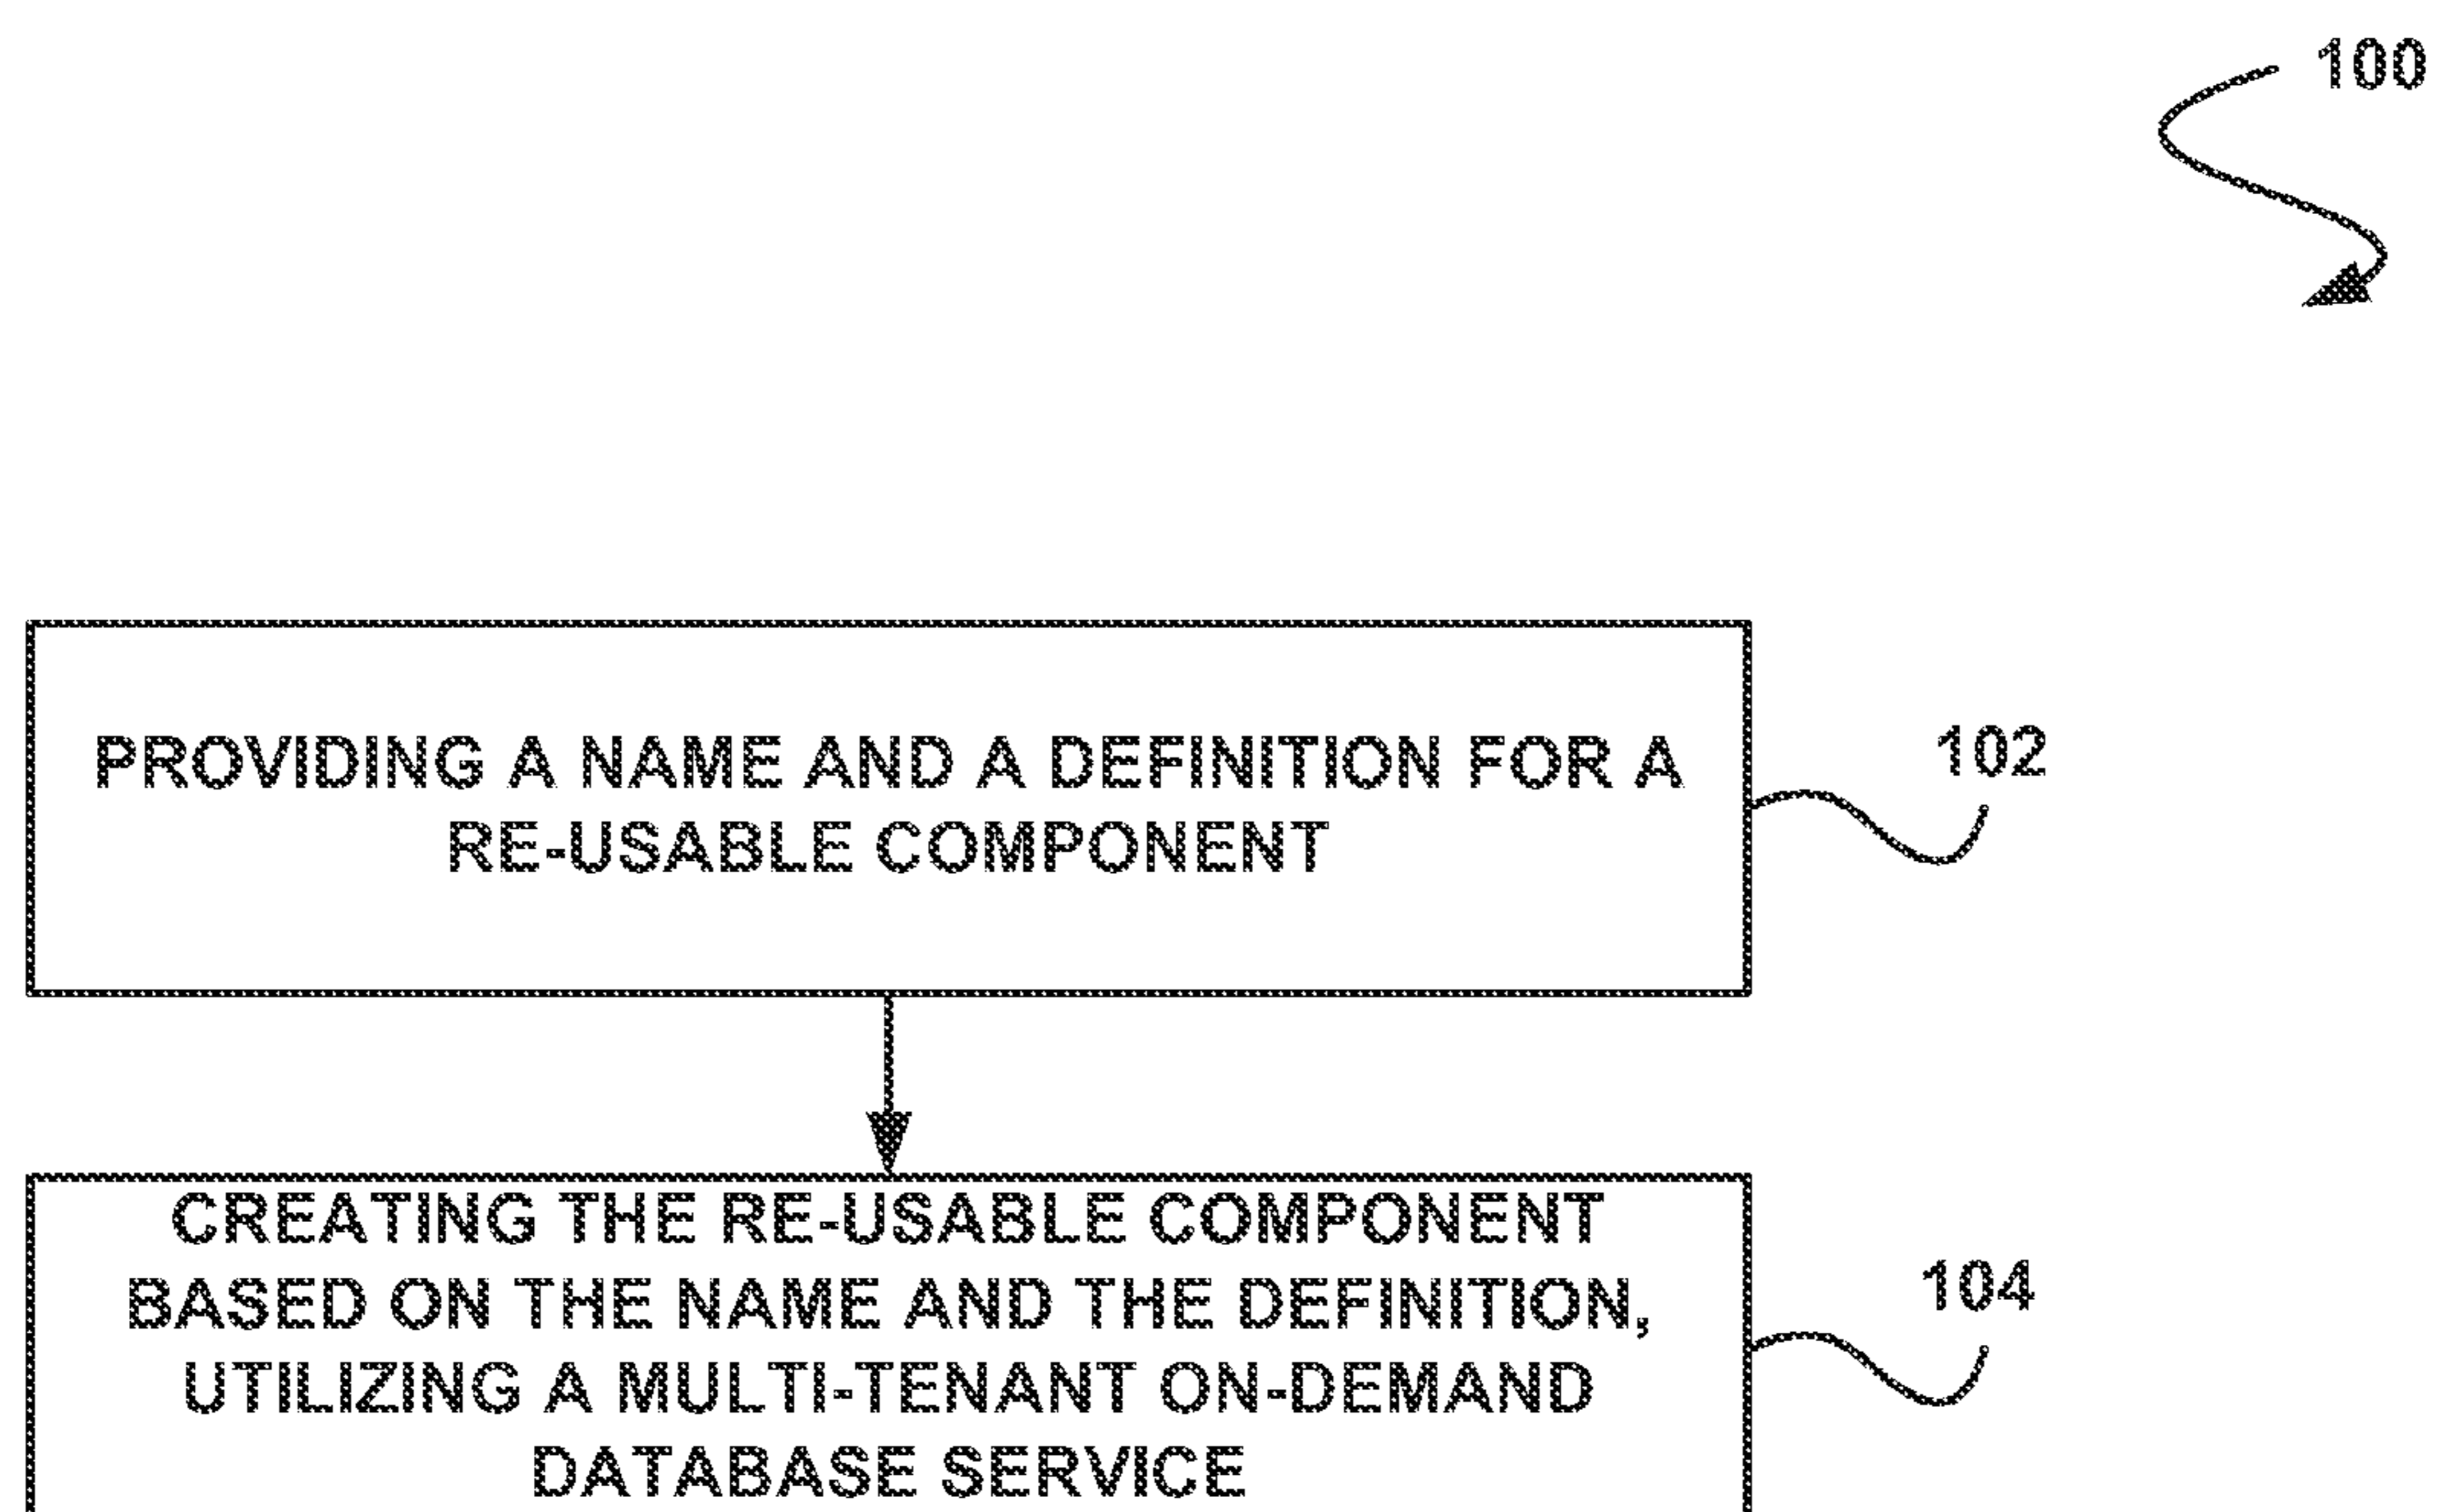 100
PROVIDING A NAME AND A DEFINITION FOR A
RE-USABLE COMPONENT
102
CREATING THE RE-USABLE COMPONENT
BASED ON THE NAME AND THE DEFINITION,
UTILIZING A MULTI-TENANT ON-DEMAND
DATABASE SERVICE
104